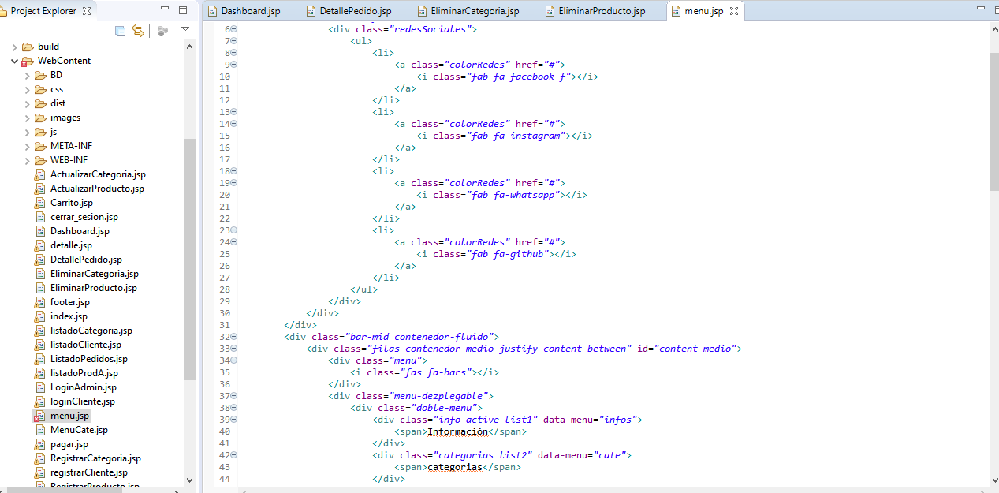 Project Explorer
build
WebContent
BD
css
dist
images
js
META-INF
WEB-INF
ActualizarCategoria.jsp
ActualizarProducto.jsp
Carrito.jsp
cerrar_sesion.jsp
Dashboard.jsp
detalle.jsp
DetallePedido.jsp
EliminarCategoria.jsp
EliminarProducto.jsp
footer.jsp
index.jsp
listadoCategoria.jsp
listadoCliente.jsp
ListadoPedidos.jsp
listadoProdA.jsp
LoginAdmin.jsp
loginCliente.jsp
menu.jsp
MenuCate.jsp
pagar.jsp
RegistrarCategoria.jsp
registrarCliente.jsp
RegistrarProducto.jsp
Dashboard.jsp DetallePedido.jsp EliminarCategoria.jsp EliminarProducto.jsp menu.jsp
6 <div class="redesSociales">
7 <ul>
8 <li>
9 <a class="colorRedes" href="#">
10 <i class="fab fa-facebook-f"></i>
11 </a>
12 </li>
13 <li>
14 <a class="colorRedes" href="#">
15 <i class="fab fa-instagram"></i>
16 </a>
17 </li>
18 <li>
19 <a class="colorRedes" href="#">
20 <i class="fab fa-whatsapp"></i>
21 </a>
22 </li>
23 <li>
24 <a class="colorRedes" href="#">
25 <i class="fab fa-github"></i>
26 </a>
27 </li>
28 </ul>
29 </div>
30 </div>
31 </div>
32 <div class="bar-mid contenedor-fluido">
33 <div class="filas contenedor-medio justify-content-between" id="content-medio">
34 <div class="menu">
35 <i class="fas fa-bars"></i>
36 </div>
37 <div class="menu-dezplegable">
38 <div class="doble-menu">
39 <div class="info active list1" data-menu="infos">
40 <span>Información</span>
41 </div>
42 <div class="categorias list2" data-menu="cate">
43 <span>categorias</span>
44 </div>